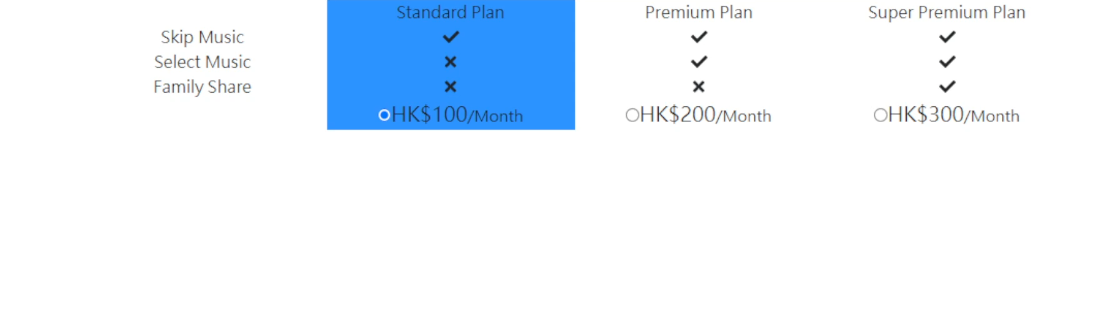 Standard Plan Premium Plan Super Premium Plan
Skip Music ✔ ✔ ✔
Select Music ✖ ✔ ✔
Family Share ✖ ✖ ✔
HK$100/Month HK$200/Month HK$300/Month